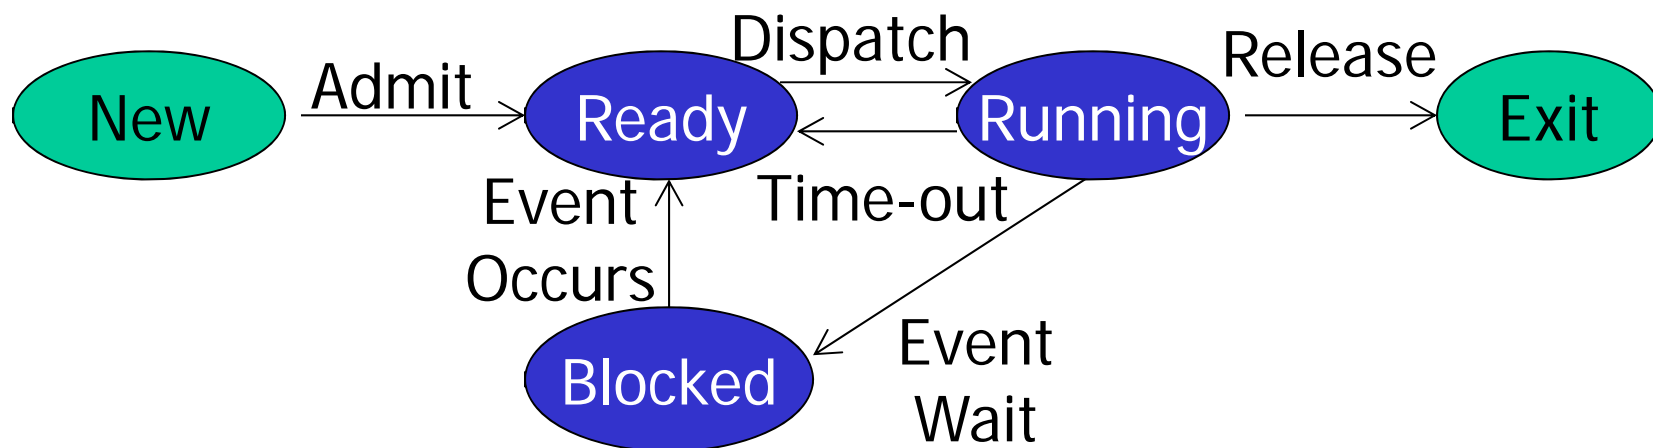 New
Admit
Ready
Dispatch
Running
Release
Exit
Time-out
Event
Occurs
Blocked
Event
Wait